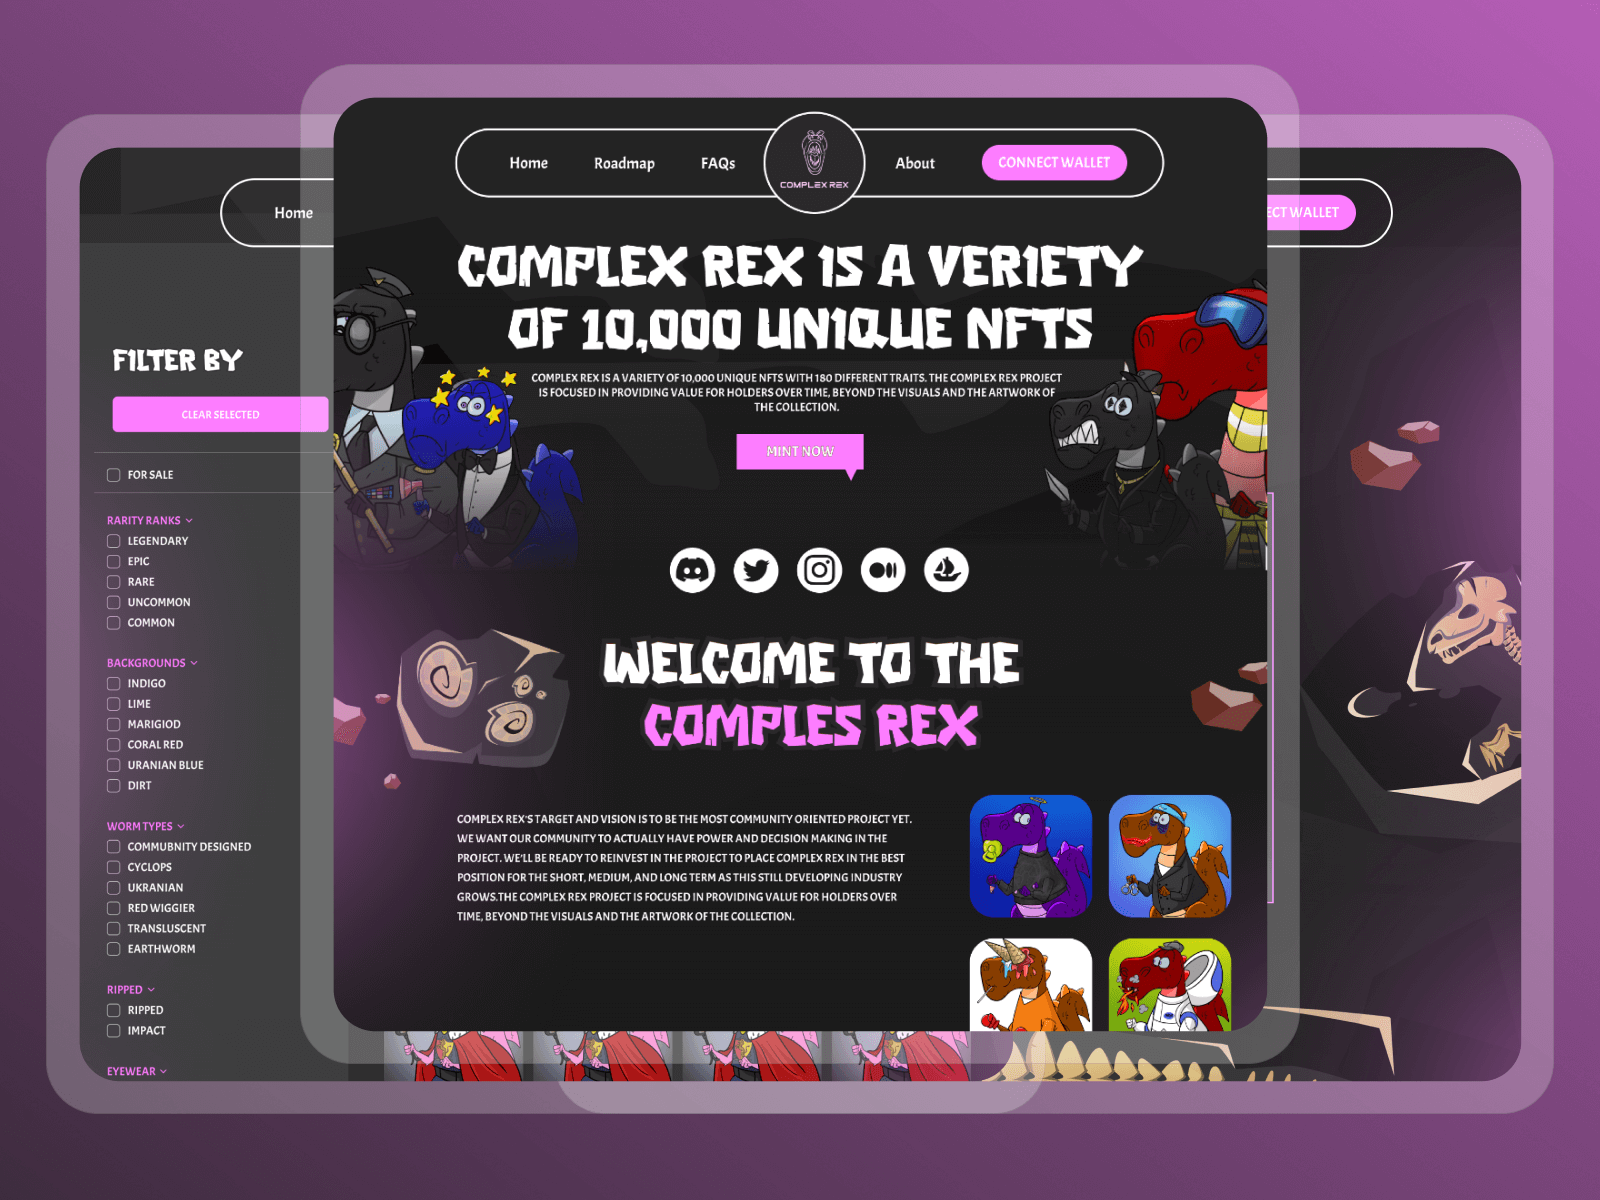 Home
Roadmap
FAQs
COMPLEX REX
About
CONNECT WALLET
COMPLEX REX IS A VERIETY
OF 10,000 UNIQUE NFTS
COMPLEX REX IS A VARIETY OF 10,000 UNIQUE NFTS WITH 180 DIFFERENT TRAITS. THE COMPLEX REX PROJECT
IS FOCUSED IN PROVIDING VALUE FOR HOLDERS OVER TIME, BEYOND THE VISUALS AND THE ARTWORK OF
THE COLLECTION.
MINT NOW
WELCOME TO THE
COMPLES REX
COMPLEX REX'S TARGET AND VISION IS TO BE THE MOST COMMUNITY ORIENTED PROJECT YET.
WE WANT OUR COMMUNITY TO ACTUALLY HAVE POWER AND DECISION MAKING IN THE
PROJECT. WE'LL BE READY TO REINVEST IN THE PROJECT TO PLACE COMPLEX REX IN THE BEST
POSITION FOR THE SHORT, MEDIUM, AND LONG TERM AS THIS STILL DEVELOPING INDUSTRY
GROWS.THE COMPLEX REX PROJECT IS FOCUSED IN PROVIDING VALUE FOR HOLDERS OVER
TIME, BEYOND THE VISUALS AND THE ARTWORK OF THE COLLECTION.
Home
FILTER BY
CLEAR SELECTED
FOR SALE
RARITY RANKS
LEGENDARY
EPIC
RARE
UNCOMMON
COMMON
BACKGROUNDS
INDIGO
LIME
MARIGIOD
CORAL RED
URANIAN BLUE
DIRT
WORM TYPES
COMMUBNITY DESIGNED
CYCLOPS
UKRANIAN
RED WIGGIER
TRANSLUSCENT
EARTHWORM
RIPPED
RIPPED
IMPACT
EYEWEAR
ECT WALLET